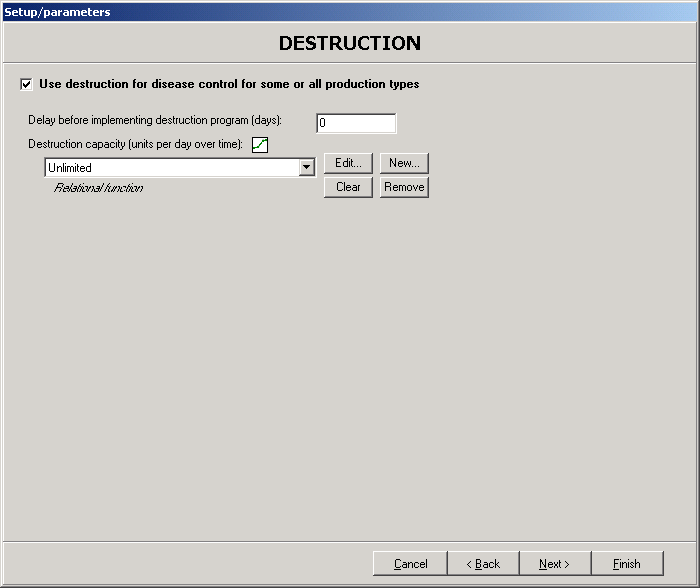 Setup/parameters
DESTRUCTION
Use destruction for disease control for some or all production types
Delay before implementing destruction program (days): 0
Destruction capacity (units per day over time):
Unlimited Edit... New...
Relational function Clear Remove
Cancel < Back Next > Finish